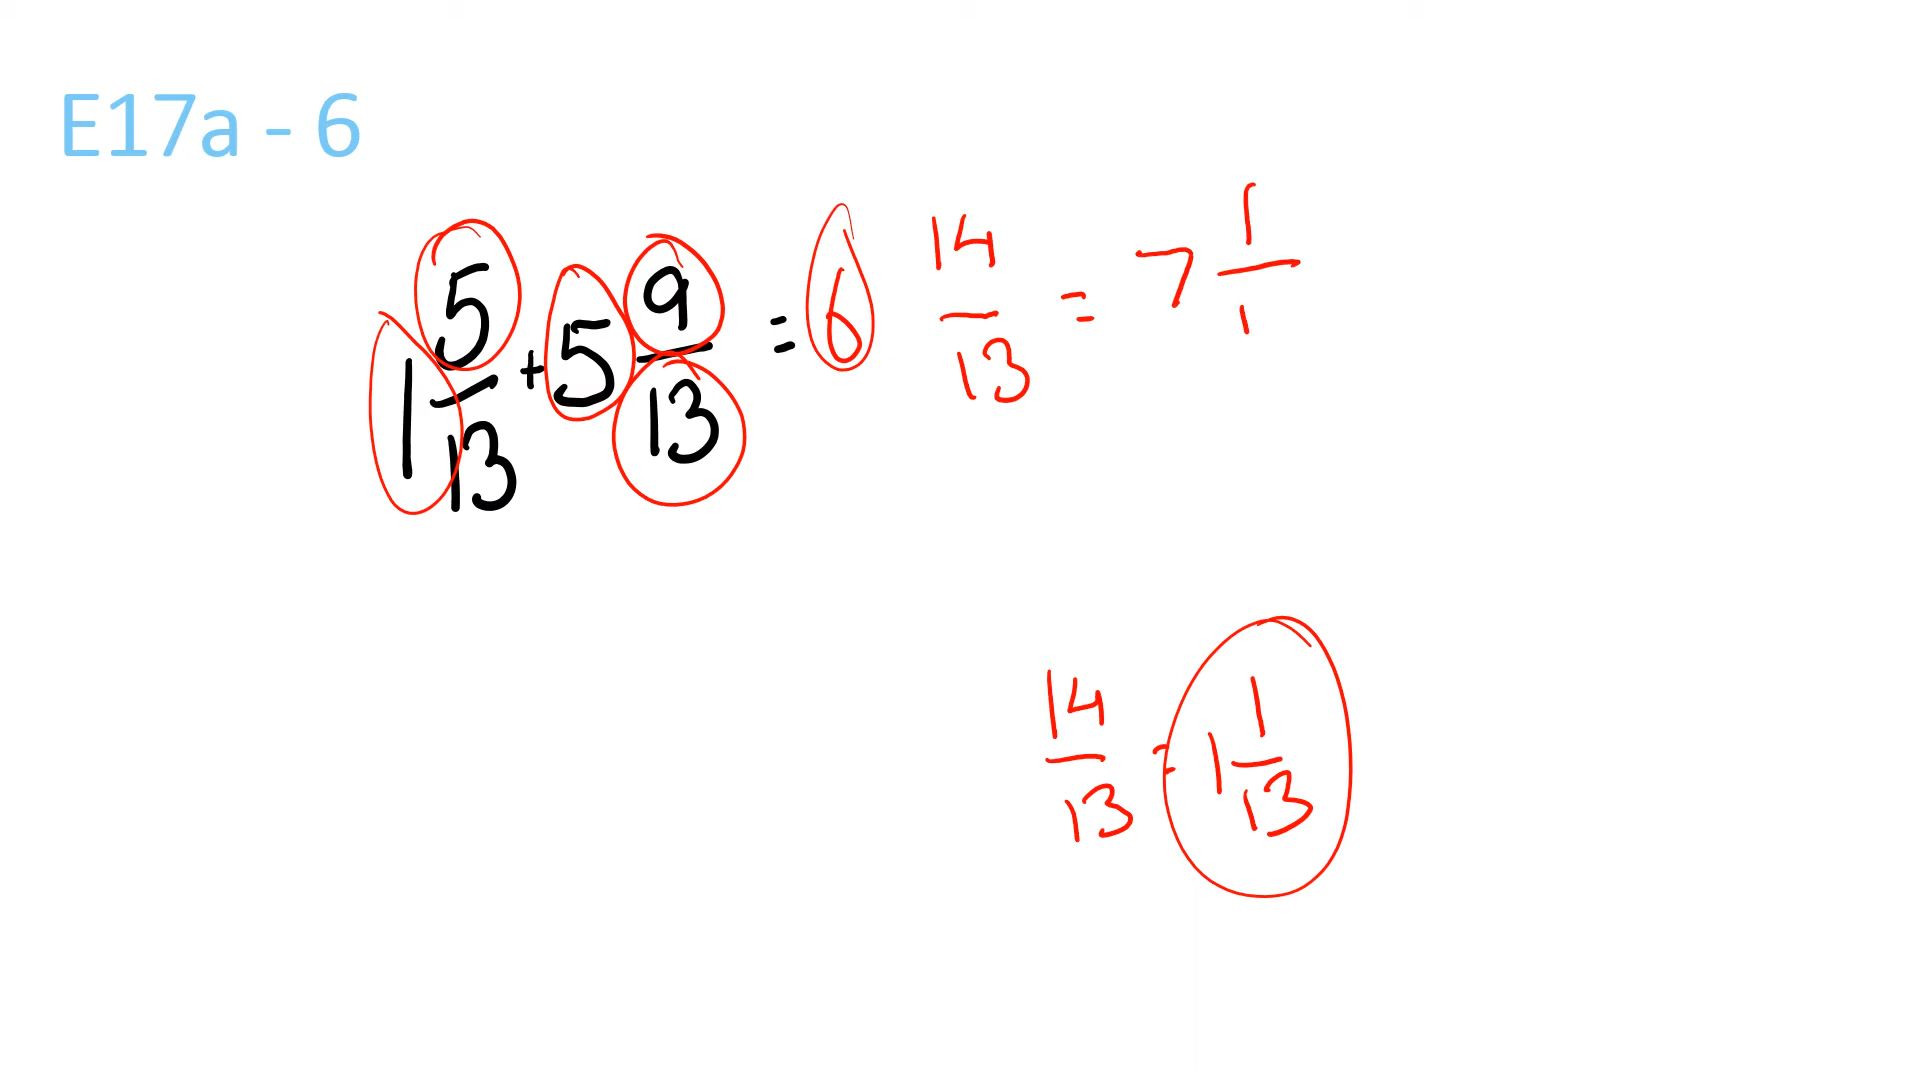 E17a - 6
1 5/13 + 5 9/13 = 6 14/13 = 7 1/1
14/13 = 1 1/13